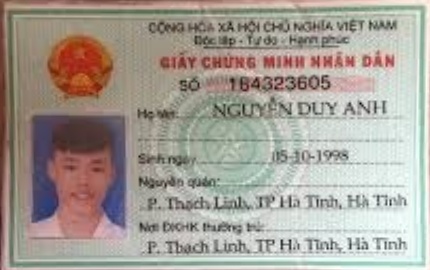 CỘNG HÒA XÃ HỘI CHỦ NGHĨA VIỆT NAM
Độc lập - Tự do - Hạnh phúc
GIẤY CHỨNG MINH NHÂN DÂN
SỐ 184323605
Họ tên: NGUYỄN DUY ANH
Sinh ngày: 05-10-1998
Nguyên quán:
P. Thạch Linh, TP Hà Tĩnh, Hà Tĩnh
Nơi ĐKHK thường trú:
P. Thạch Linh, TP Hà Tĩnh, Hà Tĩnh